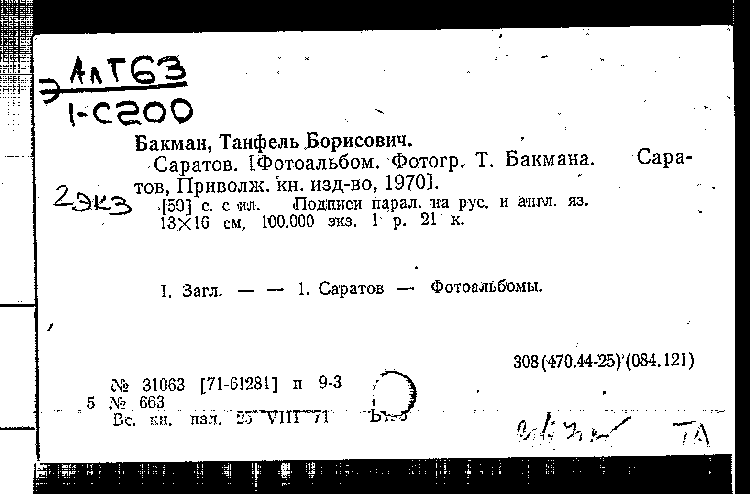 АлТ63
1-С200
Бакман, Танфель Борисович.
Саратов. [Фотоальбом. Фотогр. Т. Бакмана. Сара-
тов, Приволж. кн. изд-во, 1970].
2экз [50] с. с ил. Подписи парал. на рус. и англ. яз.
13×16 см, 100.000 экз. 1 р. 21 к.
I. Загл. — — 1. Саратов — Фотоальбомы.
308(470.44-25)(084.121)
№ 31063 [71-61281] п 9-3
5 № 663
Вс. кн. пал. 25 VIII 71
ТА